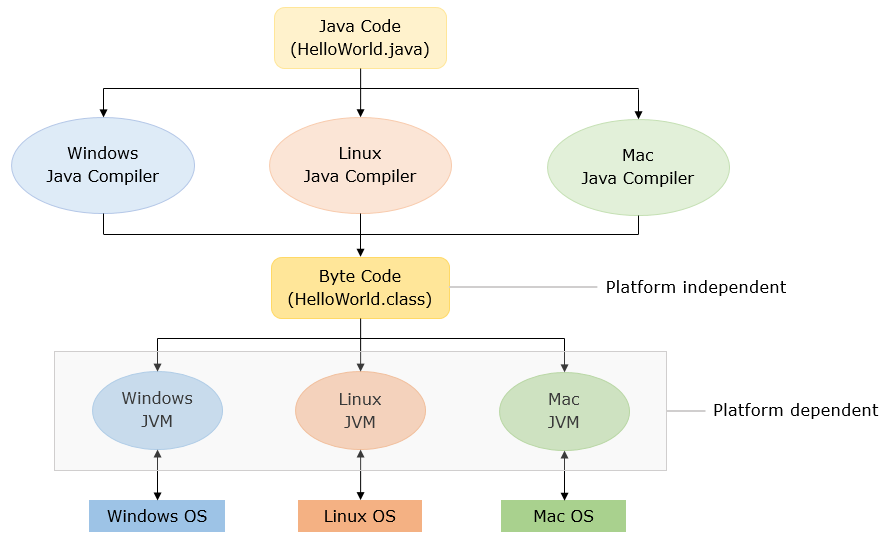 Java Code
(HelloWorld.java)
Windows
Java Compiler
Linux
Java Compiler
Mac
Java Compiler
Byte Code
(HelloWorld.class)
Platform independent
Windows
JVM
Linux
JVM
Mac
JVM
Platform dependent
Windows OS
Linux OS
Mac OS